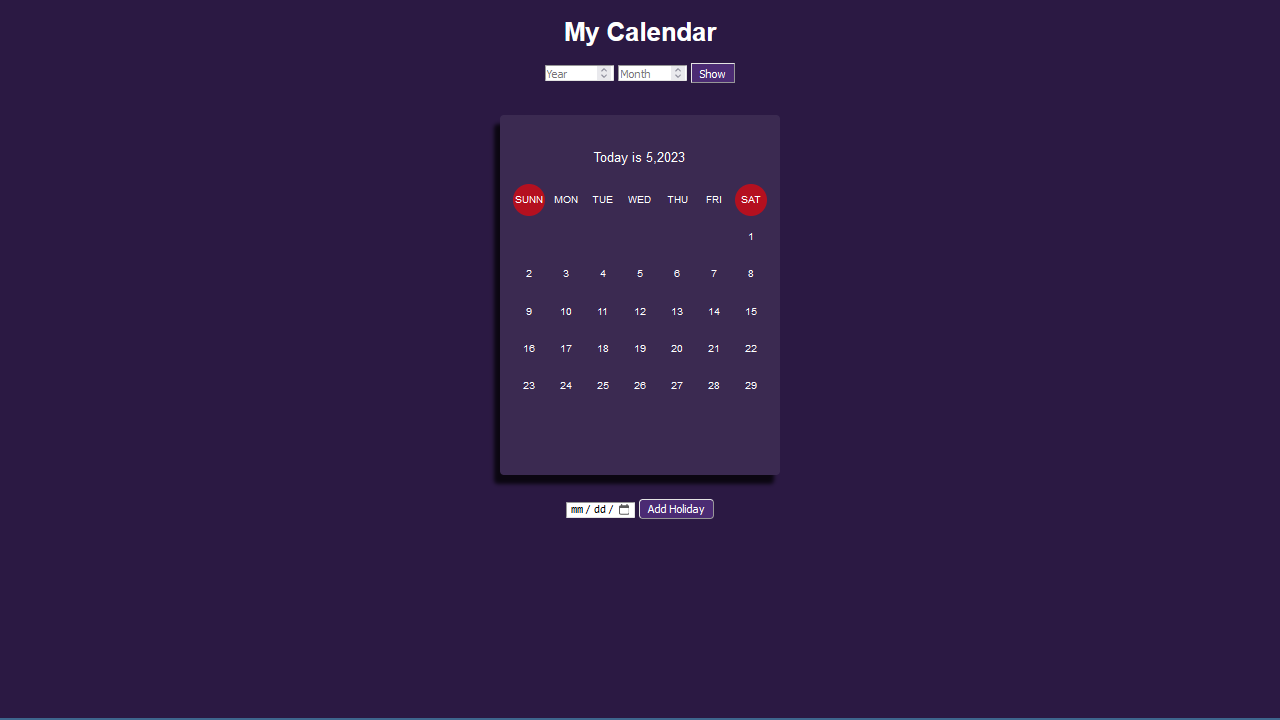 My Calendar
Year Month Show
Today is 5,2023
SUNN MON TUE WED THU FRI SAT
1
2 3 4 5 6 7 8
9 10 11 12 13 14 15
16 17 18 19 20 21 22
23 24 25 26 27 28 29
mm / dd / Add Holiday